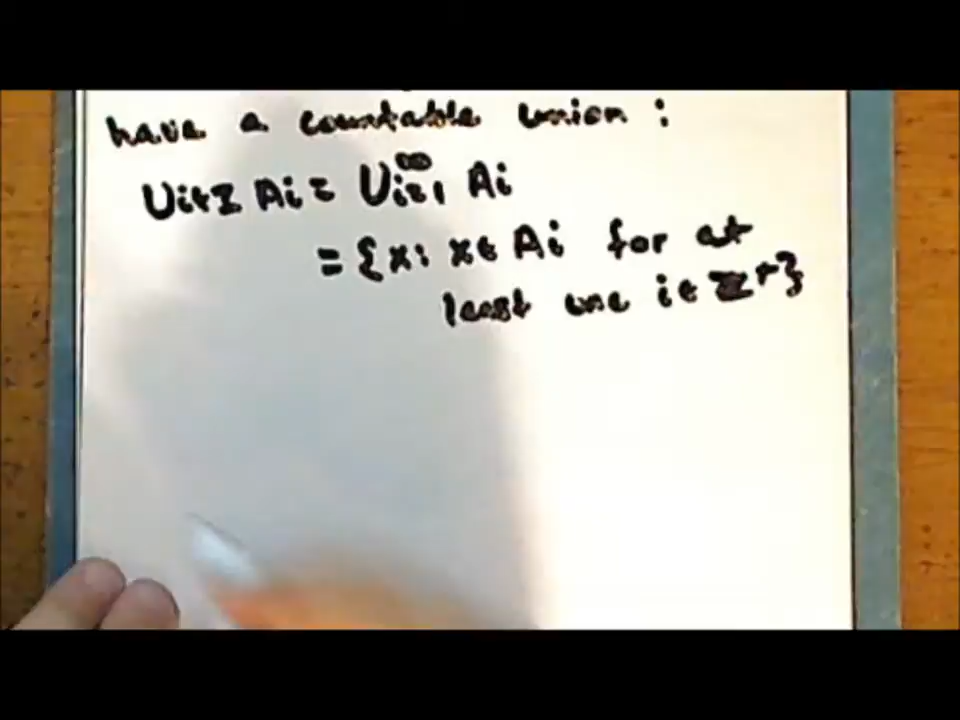 have a countable union :
∪i∈I Ai = ∪i=1^∞ Ai
= {x: x∈ Ai for at
least one i∈ ℤ+}